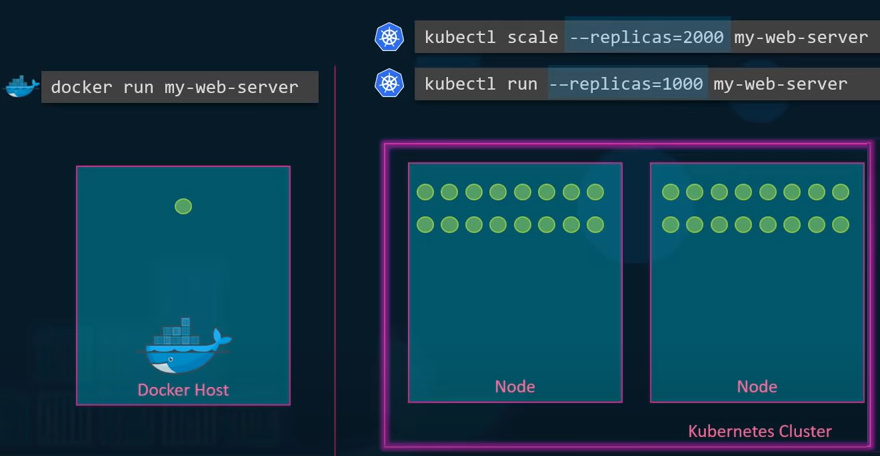 docker run my-web-server
Docker Host
kubectl scale --replicas=2000 my-web-server
kubectl run --replicas=1000 my-web-server
Node
Node
Kubernetes Cluster